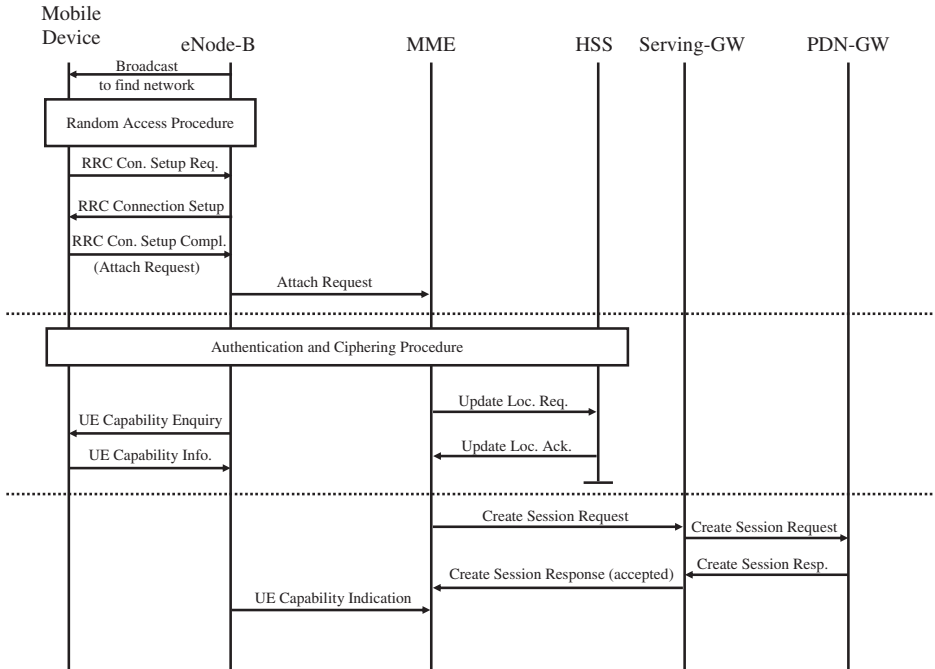 Mobile
Device
eNode-B
MME
HSS
Serving-GW
PDN-GW
Broadcast
to find network
Random Access Procedure
RRC Con. Setup Req.
RRC Connection Setup
RRC Con. Setup Compl.
(Attach Request)
Attach Request
Authentication and Ciphering Procedure
Update Loc. Req.
UE Capability Enquiry
Update Loc. Ack.
UE Capability Info.
Create Session Request
Create Session Request
Create Session Resp.
Create Session Response (accepted)
UE Capability Indication